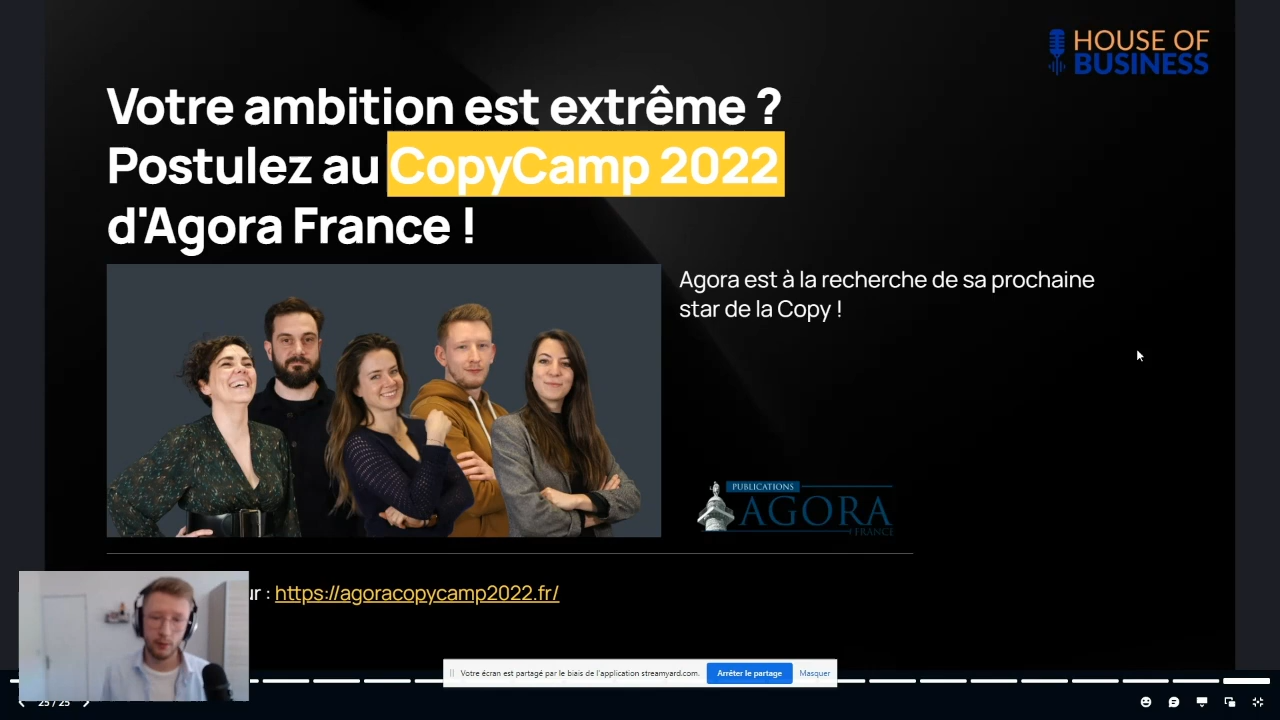 HOUSE OF
BUSINESS
Votre ambition est extrême ?
Postulez au CopyCamp 2022
d'Agora France !
Agora est à la recherche de sa prochaine
star de la Copy !
PUBLICATIONS
AGORA
FRANCE
ur : https://agoracopycamp2022.fr/
Votre écran est partagé par le biais de l'application streamyard.com.
Arrêter le partage
Masquer
25 / 25